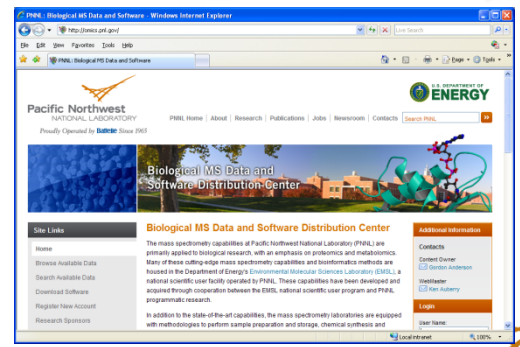 PNNL: Biological MS Data and Software - Windows Internet Explorer
http://omics.pnl.gov/
Live Search
File Edit View Favorites Tools Help
PNNL: Biological MS Data and Software
Page Tools
Pacific Northwest
NATIONAL LABORATORY
Proudly Operated by Battelle Since 1965
U.S. DEPARTMENT OF
ENERGY
PNNL Home | About | Research | Publications | Jobs | Newsroom | Contacts
Search PNNL
Biological MS Data and
Software Distribution Center
Site Links
Home
Browse Available Data
Search Available Data
Download Software
Register New Account
Research Sponsors
Biological MS Data and Software Distribution Center
The mass spectrometry capabilities at Pacific Northwest National Laboratory (PNNL) are
primarily applied to biological research, with an emphasis on proteomics and metabolomics.
Many of these cutting-edge mass spectrometry capabilities and bioinformatics methods are
housed in the Department of Energy's Environmental Molecular Sciences Laboratory (EMSL), a
national scientific user facility operated by PNNL. These capabilities have been developed and
acquired through cooperation between the EMSL national scientific user program and PNNL
programmatic research.
In addition to the state-of-the-art capabilities, the mass spectrometry laboratories are equipped
with methodologies to perform sample preparation and storage, chemical synthesis and
Additional Information
Contacts
Content Owner
Gordon Anderson
WebMaster
Ken Auberry
Login
User Name:
Local intranet
100%